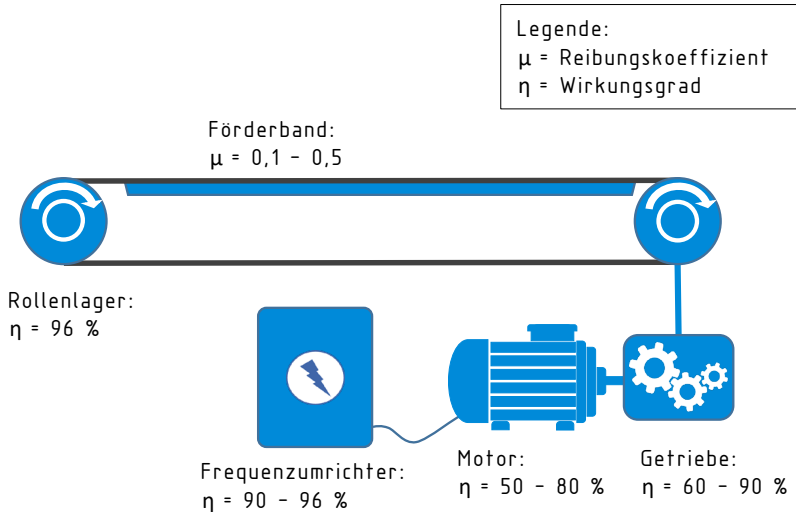 Legende:
μ = Reibungskoeffizient
η = Wirkungsgrad
Förderband:
μ = 0,1 - 0,5
Rollenlager:
η = 96 %
Frequenzumrichter:
η = 90 - 96 %
Motor:
η = 50 - 80 %
Getriebe:
η = 60 - 90 %